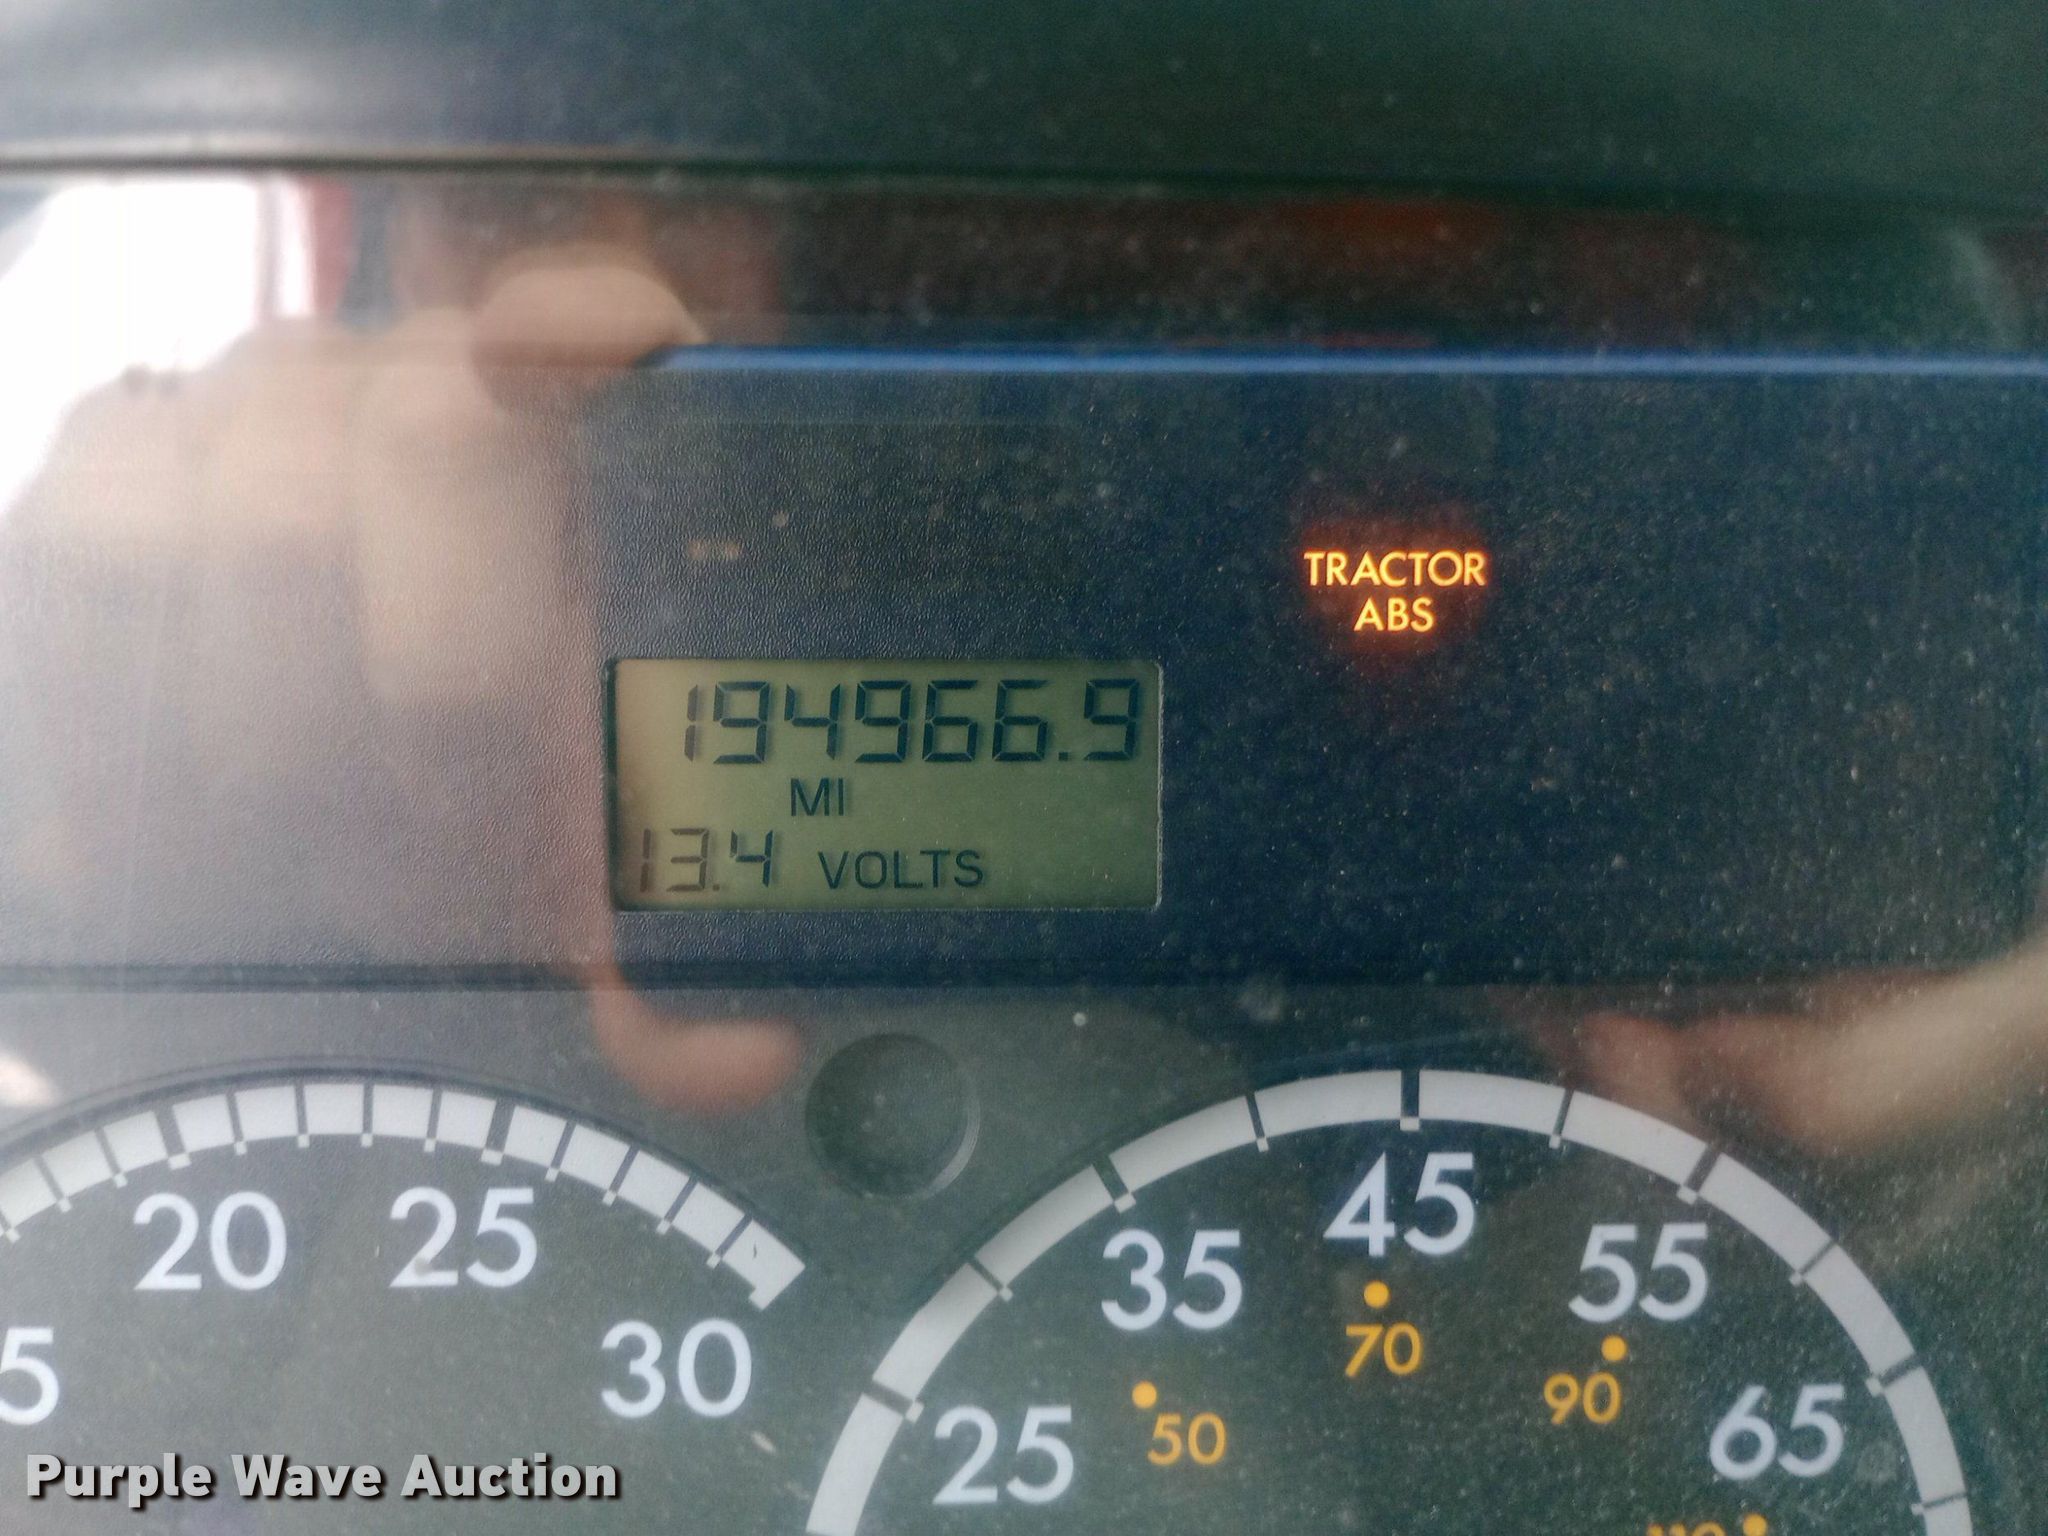 TRACTOR
ABS
194966.9
MI
13.4 VOLTS
20 25 30
25 35 45 55 65
50 70 90
Purple Wave Auction